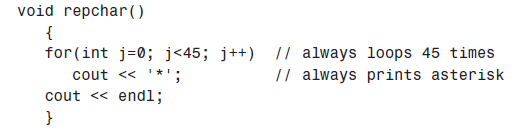 void repchar()
{
for(int j=0; j<45; j++) // always loops 45 times
cout << '*'; // always prints asterisk
cout << endl;
}